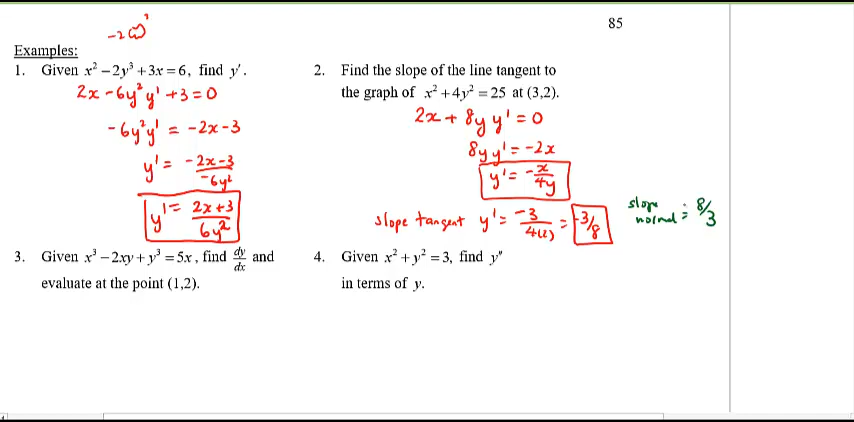 85
-2( )³
Examples:
1. Given x² − 2y³ + 3x = 6, find y′.
2x - 6y²y' + 3 = 0
-6y²y' = -2x - 3
y' = -2x-3 / -6y²
y' = 2x+3 / 6y²
2. Find the slope of the line tangent to
the graph of x² + 4y² = 25 at (3,2).
2x + 8y y' = 0
8y y' = -2x
y' = -x/4y
slope tangent y' = -3/4(2) = -3/8
slope
normal = 8/3
3. Given x³ − 2xy + y³ = 5x, find dy/dx and
evaluate at the point (1,2).
4. Given x² + y² = 3, find y″
in terms of y.